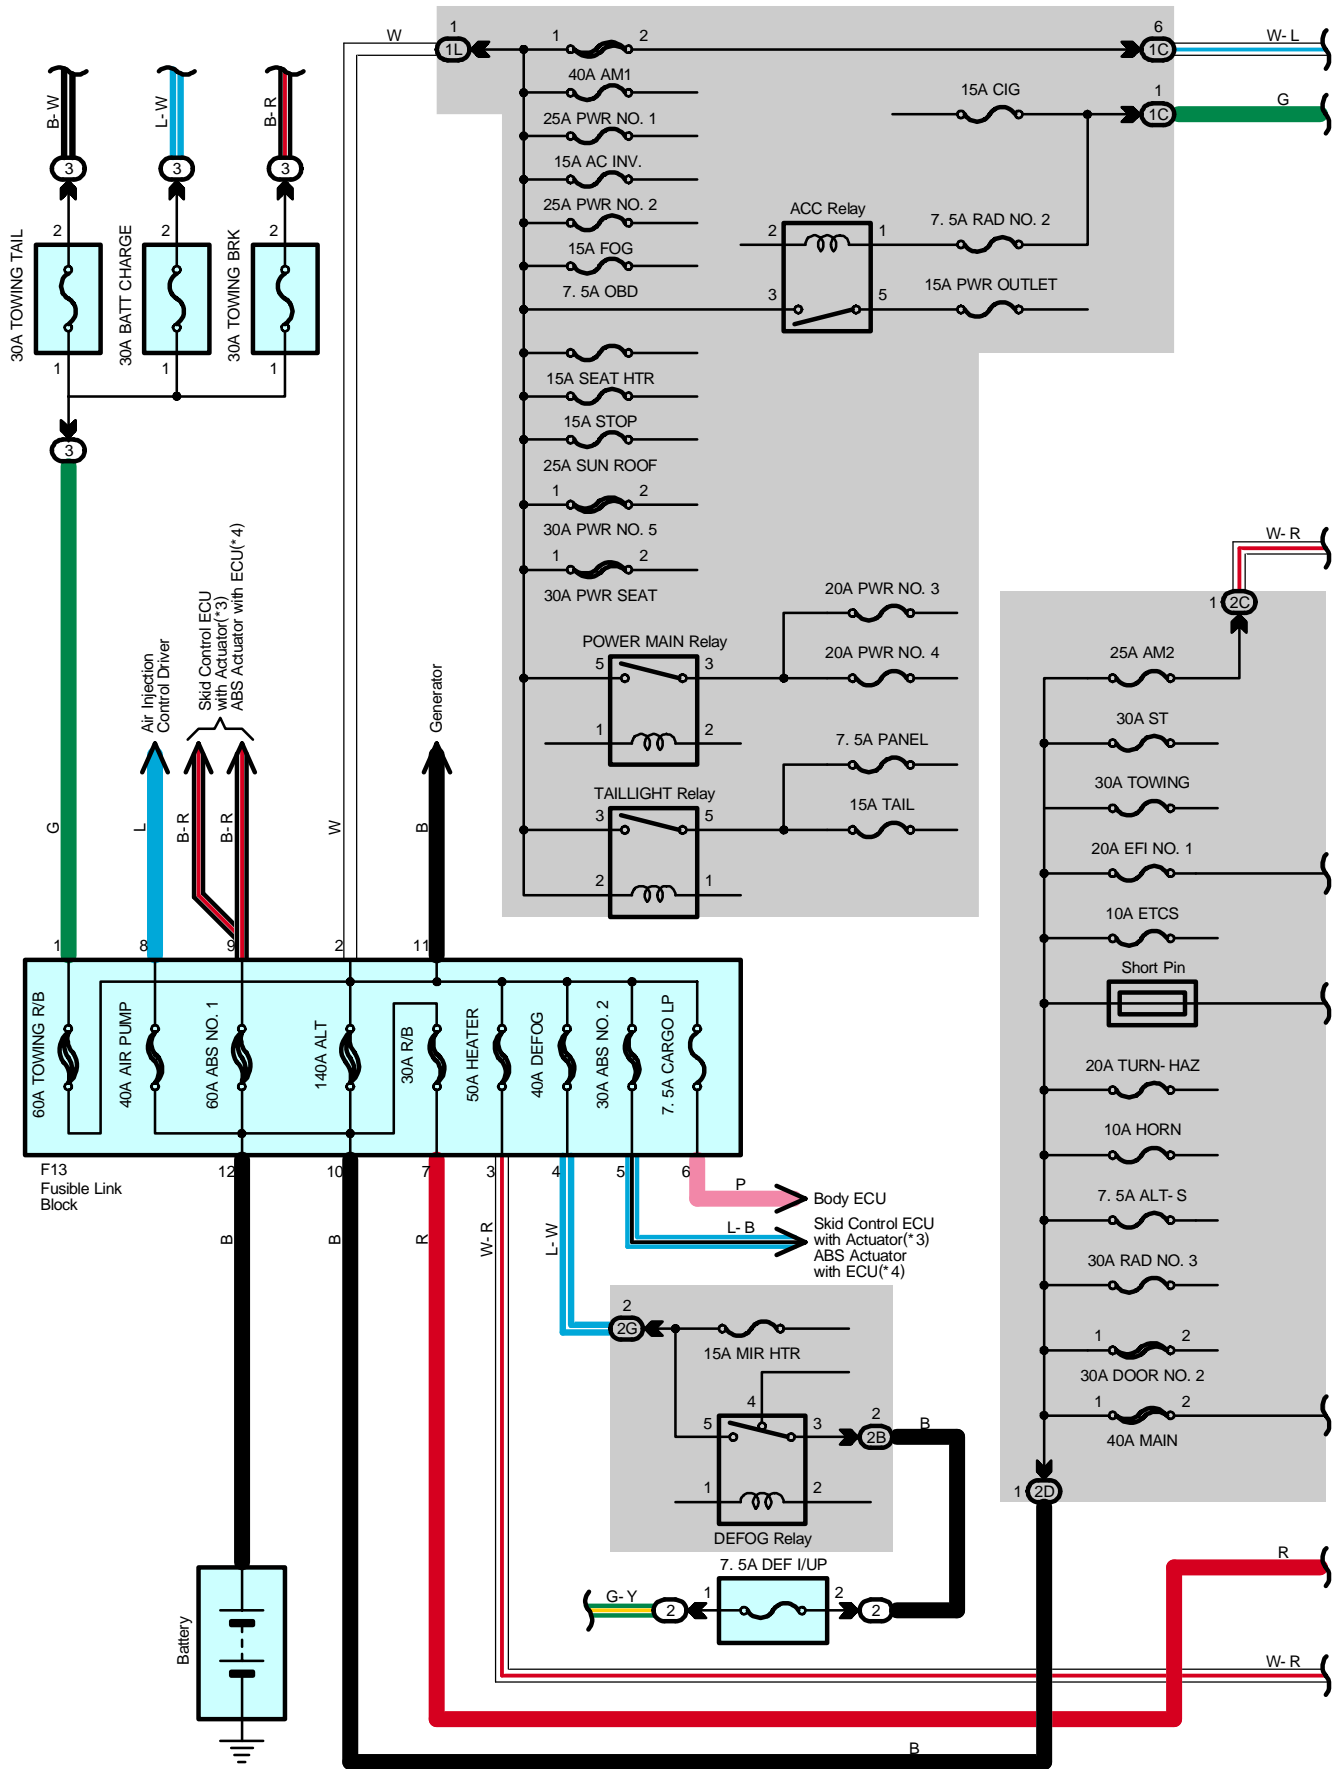 W
1
1L
1
2
40A AM1
25A PWR NO. 1
15A AC INV.
25A PWR NO. 2
15A FOG
7. 5A OBD
15A SEAT HTR
15A STOP
25A SUN ROOF
1
2
30A PWR NO. 5
1
2
30A PWR SEAT
6
1C
W- L
15A CIG
1
1C
G
ACC Relay
2
1
3
5
7. 5A RAD NO. 2
15A PWR OUTLET
POWER MAIN Relay
5
3
1
2
20A PWR NO. 3
20A PWR NO. 4
TAILLIGHT Relay
3
5
2
1
7. 5A PANEL
15A TAIL
B- W
L- W
B- R
3
3
3
2
2
2
30A TOWING TAIL
30A BATT CHARGE
30A TOWING BRK
1
1
1
3
G
Air Injection
Control Driver
L
Skid Control ECU
with Actuator(*3)
ABS Actuator with ECU(*4)
B- R
B- R
W
Generator
B
1
8
9
2
11
60A TOWING R/B
40A AIR PUMP
60A ABS NO. 1
140A ALT
30A R/B
50A HEATER
40A DEFOG
30A ABS NO. 2
7. 5A CARGO LP
F13
Fusible Link
Block
12
10
7
3
4
5
6
B
B
R
W- R
L- W
P
Body ECU
L- B
Skid Control ECU
with Actuator(*3)
ABS Actuator
with ECU(*4)
2
2G
15A MIR HTR
4
5
3
1
2
DEFOG Relay
2
2B
B
7. 5A DEF I/UP
G- Y
2
1
2
2
Battery
W- R
1
2C
25A AM2
30A ST
30A TOWING
20A EFI NO. 1
10A ETCS
Short Pin
20A TURN- HAZ
10A HORN
7. 5A ALT- S
30A RAD NO. 3
1
2
30A DOOR NO. 2
1
2
40A MAIN
1
2D
R
W- R
B